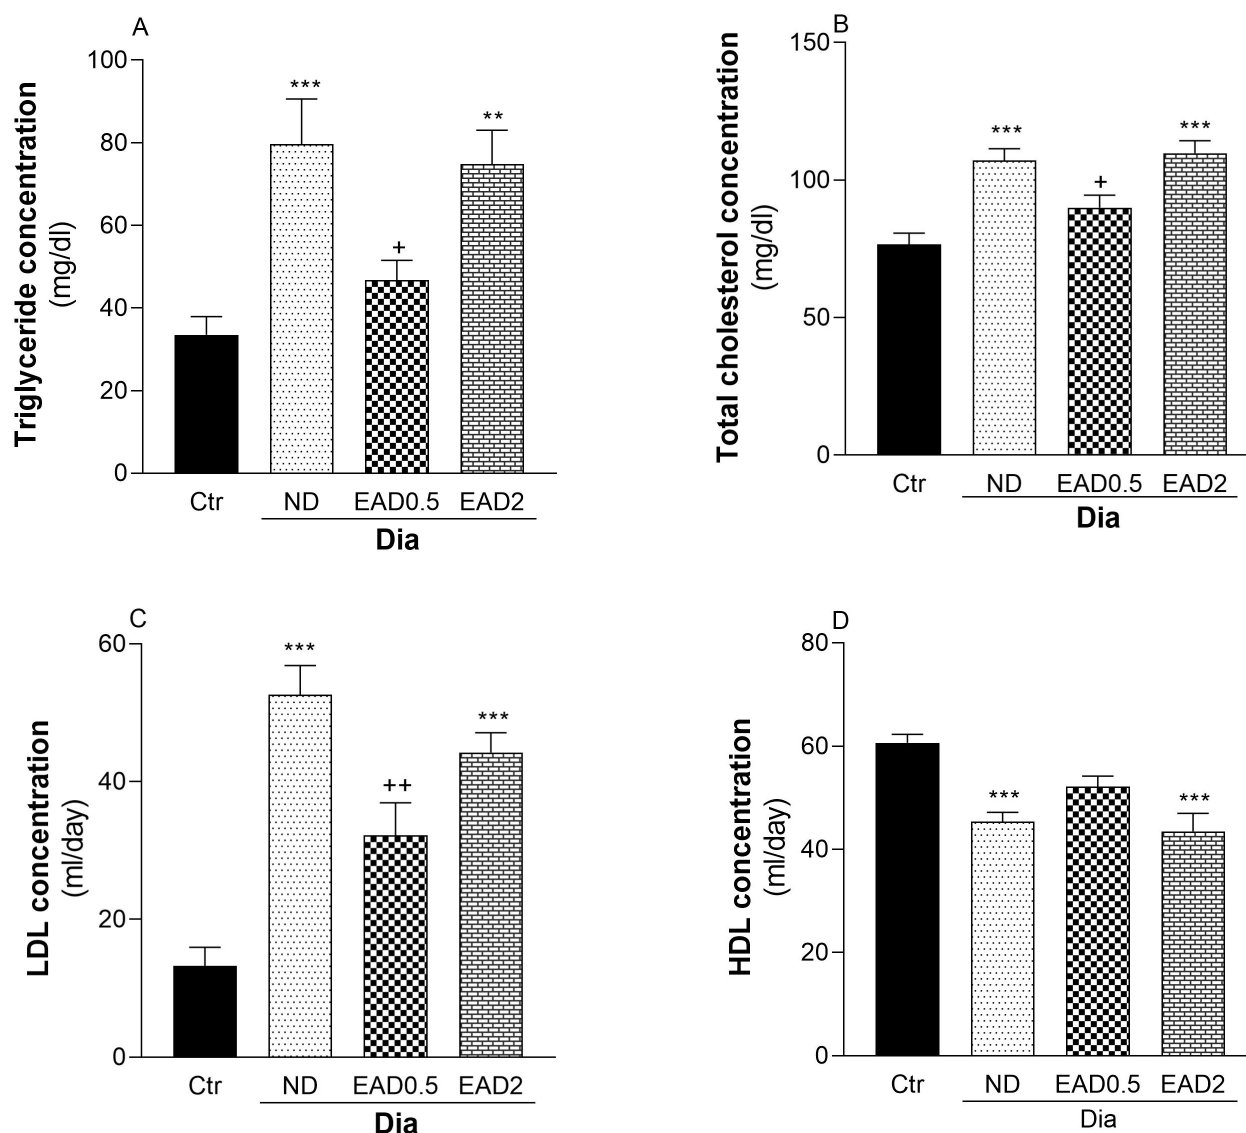 A
Triglyceride concentration
(mg/dl)
100
80
60
40
20
0
***
+
**
Ctr ND EAD0.5 EAD2
Dia
B
Total cholesterol concentration
(mg/dl)
150
100
50
0
***
+
***
Ctr ND EAD0.5 EAD2
Dia
C
LDL concentration
(ml/day)
60
40
20
0
***
++
***
Ctr ND EAD0.5 EAD2
Dia
D
HDL concentration
(ml/day)
80
60
40
20
0
***
***
Ctr ND EAD0.5 EAD2
Dia